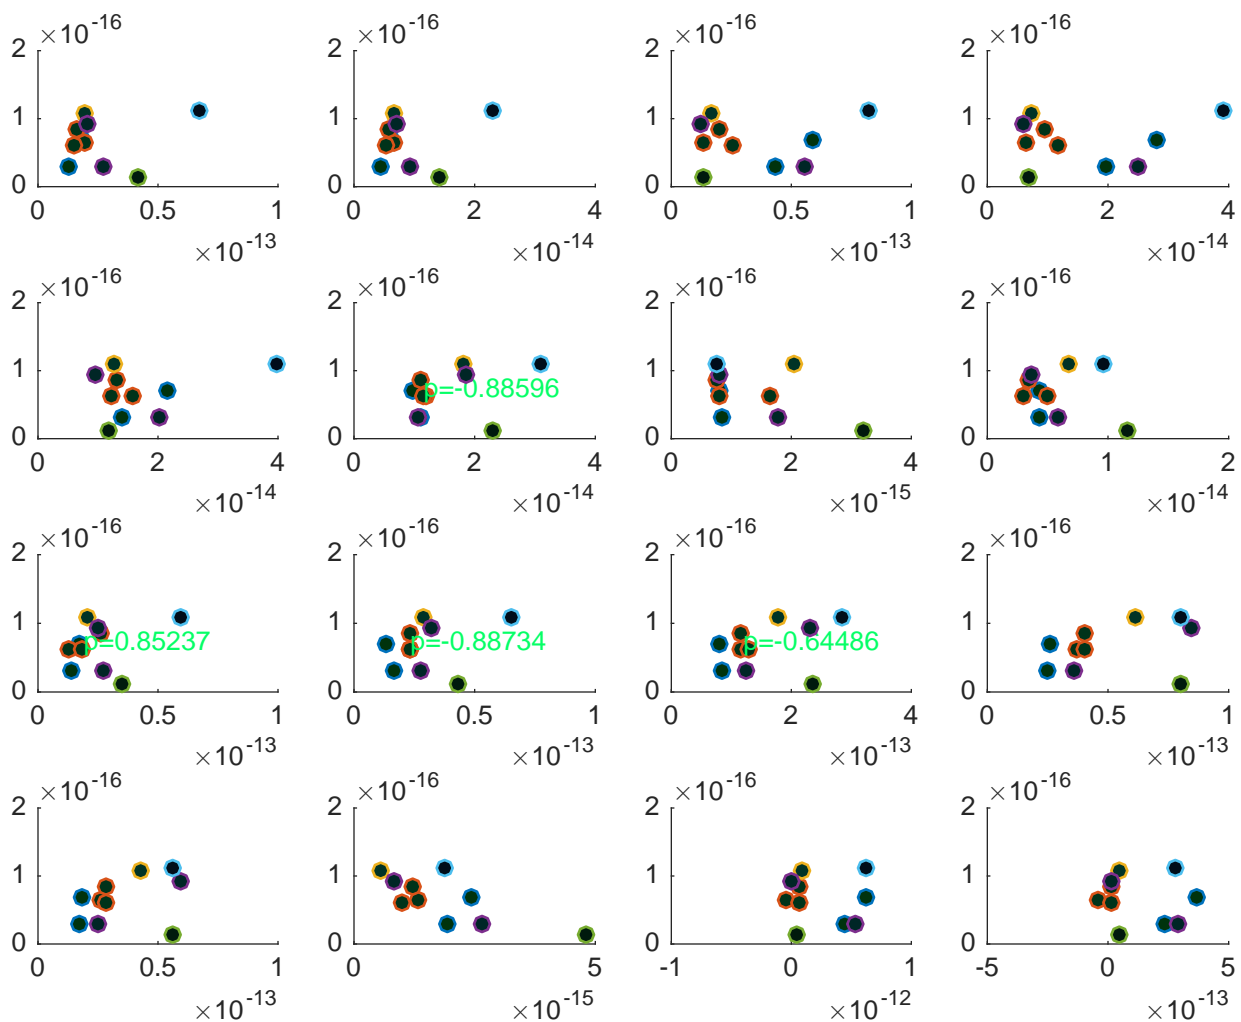 ×10-16 ×10-16 ×10-16 ×10-16
2 2 2 2
1 1 1 1
0 0 0 0
0 0.5 1 0 2 4 0 0.5 1 0 2 4
×10-13 ×10-14 ×10-13 ×10-14
×10-16 ×10-16 ×10-16 ×10-16
2 2 2 2
1 1 1 1
p=-0.88596
0 0 0 0
0 2 4 0 2 4 0 2 4 0 1 2
×10-14 ×10-14 ×10-15 ×10-14
×10-16 ×10-16 ×10-16 ×10-16
2 2 2 2
1 1 1 1
p=0.85237 p=-0.88734 p=-0.64486
0 0 0 0
0 0.5 1 0 0.5 1 0 2 4 0 0.5 1
×10-13 ×10-13 ×10-13 ×10-13
×10-16 ×10-16 ×10-16 ×10-16
2 2 2 2
1 1 1 1
0 0 0 0
0 0.5 1 0 5 -1 0 1 -5 0 5
×10-13 ×10-15 ×10-12 ×10-13